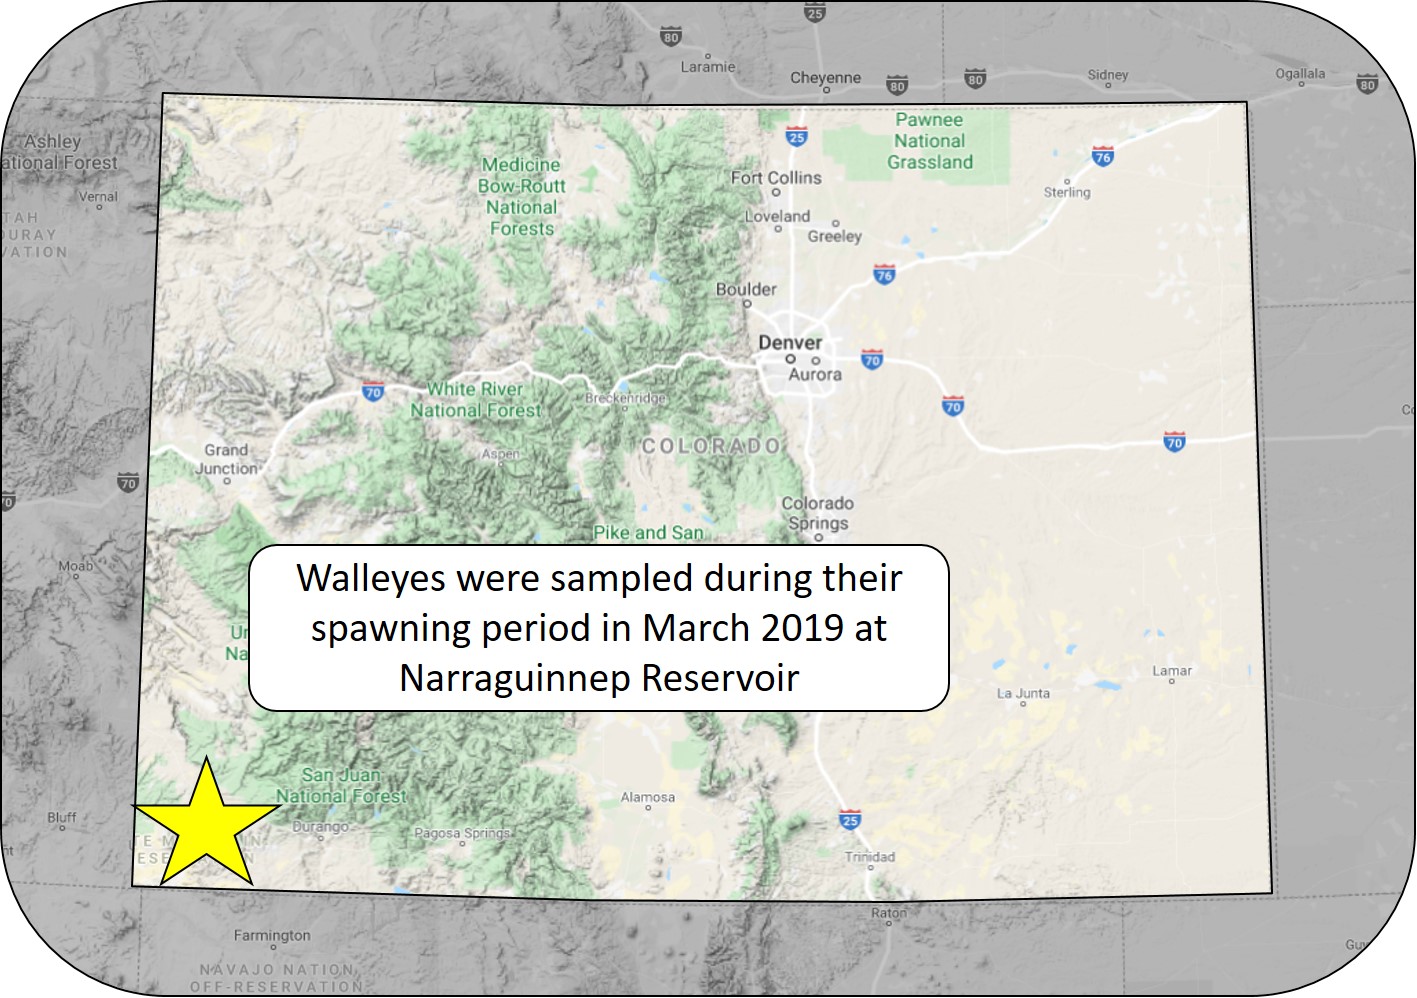 25
80
Laramie
Cheyenne
80
80
Sidney
Ogallala
80
Ashley
ational Forest
Vernal
TAH
OURAY
VATION
Medicine
Bow-Routt
National
Forests
25
Pawnee
National
Grassland
76
Fort Collins
Sterling
Loveland
Greeley
76
Boulder
Denver
Aurora
70
70
70
White River
National Forest
Breckenridge
COLORADO
70
Grand
Junction
Aspen
70
70
Colorado
Springs
Pike and San
Moab
Walleyes were sampled during their
spawning period in March 2019 at
Narraguinnep Reservoir
Un
Na
La Junta
Lamar
San Juan
National Forest
Alamosa
Bluff
Durango
Pagosa Springs
25
Trinidad
Raton
Farmington
NAVAJO NATION
OFF-RESERVATION